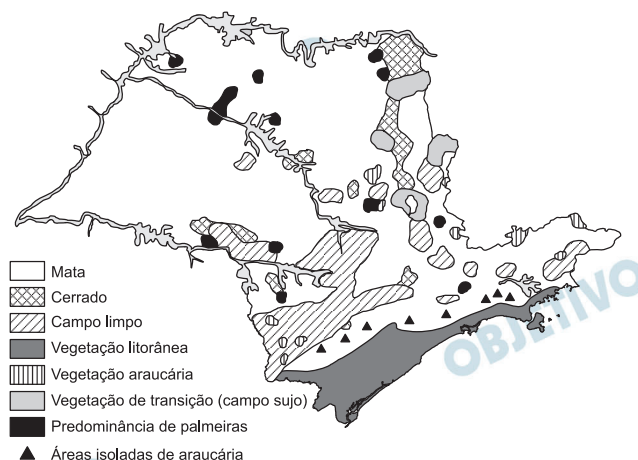 OBJETIVO
Mata
Cerrado
Campo limpo
Vegetação litorânea
Vegetação araucária
Vegetação de transição (campo sujo)
Predominância de palmeiras
Áreas isoladas de araucária